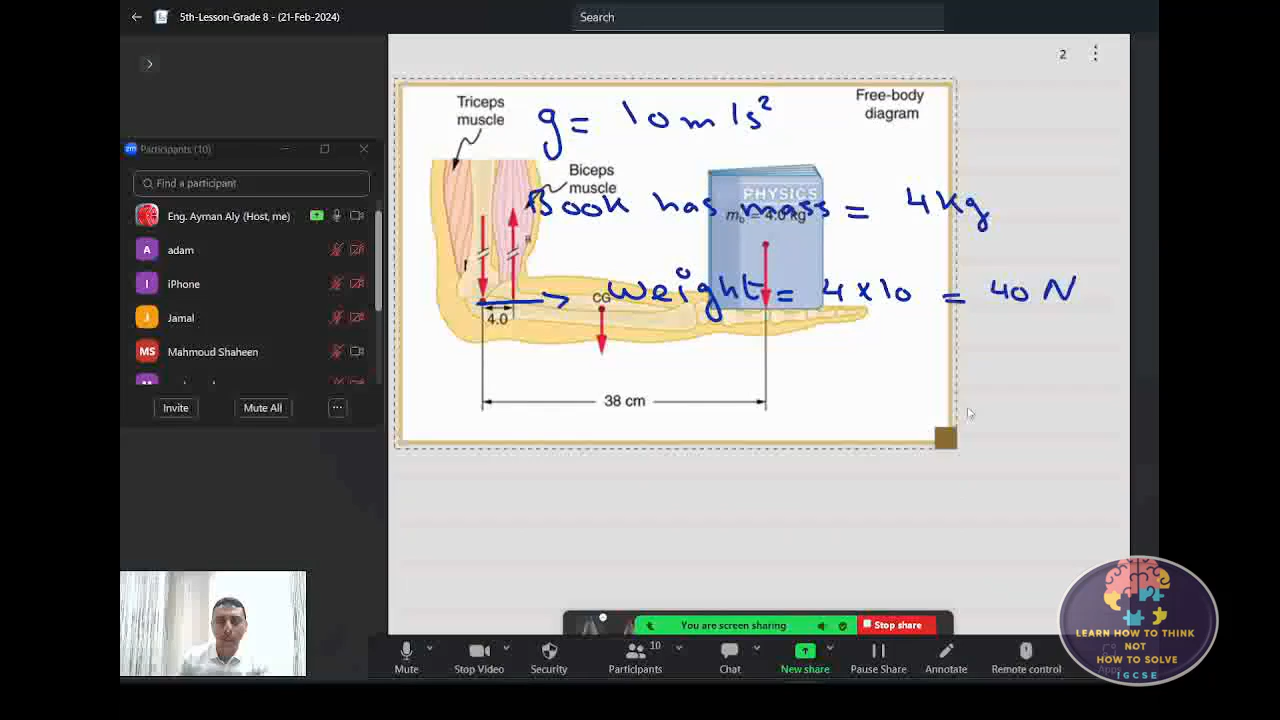 5th-Lesson-Grade 8 - (21-Feb-2024)
Search
2
Participants (10)
Find a participant
Eng. Ayman Aly (Host, me)
A
adam
I
iPhone
J
Jamal
MS
Mahmoud Shaheen
Invite
Mute All
Triceps
muscle
g = 10 m/s²
Free-body
diagram
Biceps
muscle
PHYSICS
Book has mass = 4 kg
Weight = 4 x 10 = 40 N
CG
4.0
38 cm
You are screen sharing
Stop share
Mute
Stop Video
Security
10
Participants
Chat
New share
Pause Share
Annotate
Remote control
Apps
LEARN HOW TO THINK
NOT
HOW TO SOLVE
IGCSE